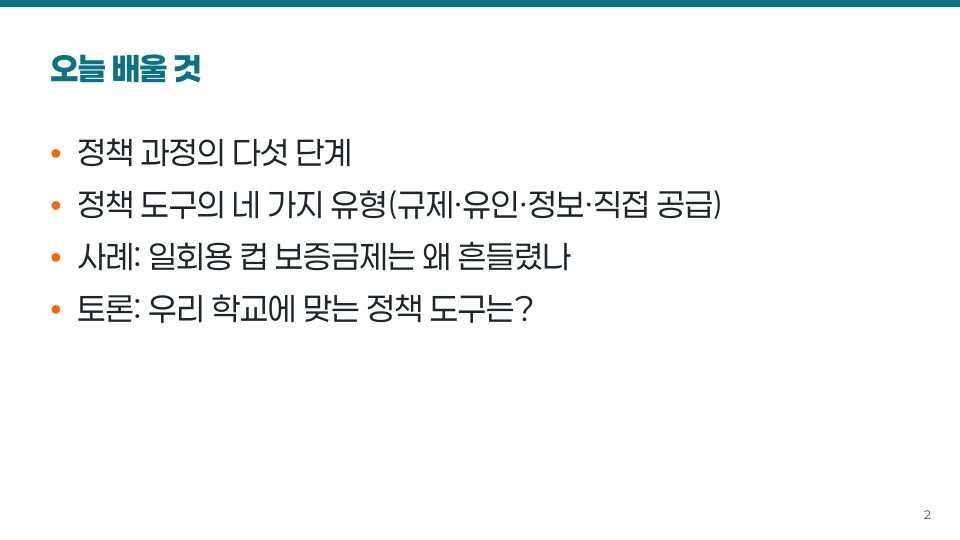 오늘 배울 것
• 정책 과정의 다섯 단계
• 정책 도구의 네 가지 유형(규제·유인·정보·직접 공급)
• 사례: 일회용 컵 보증금제는 왜 흔들렸나
• 토론: 우리 학교에 맞는 정책 도구는?
2